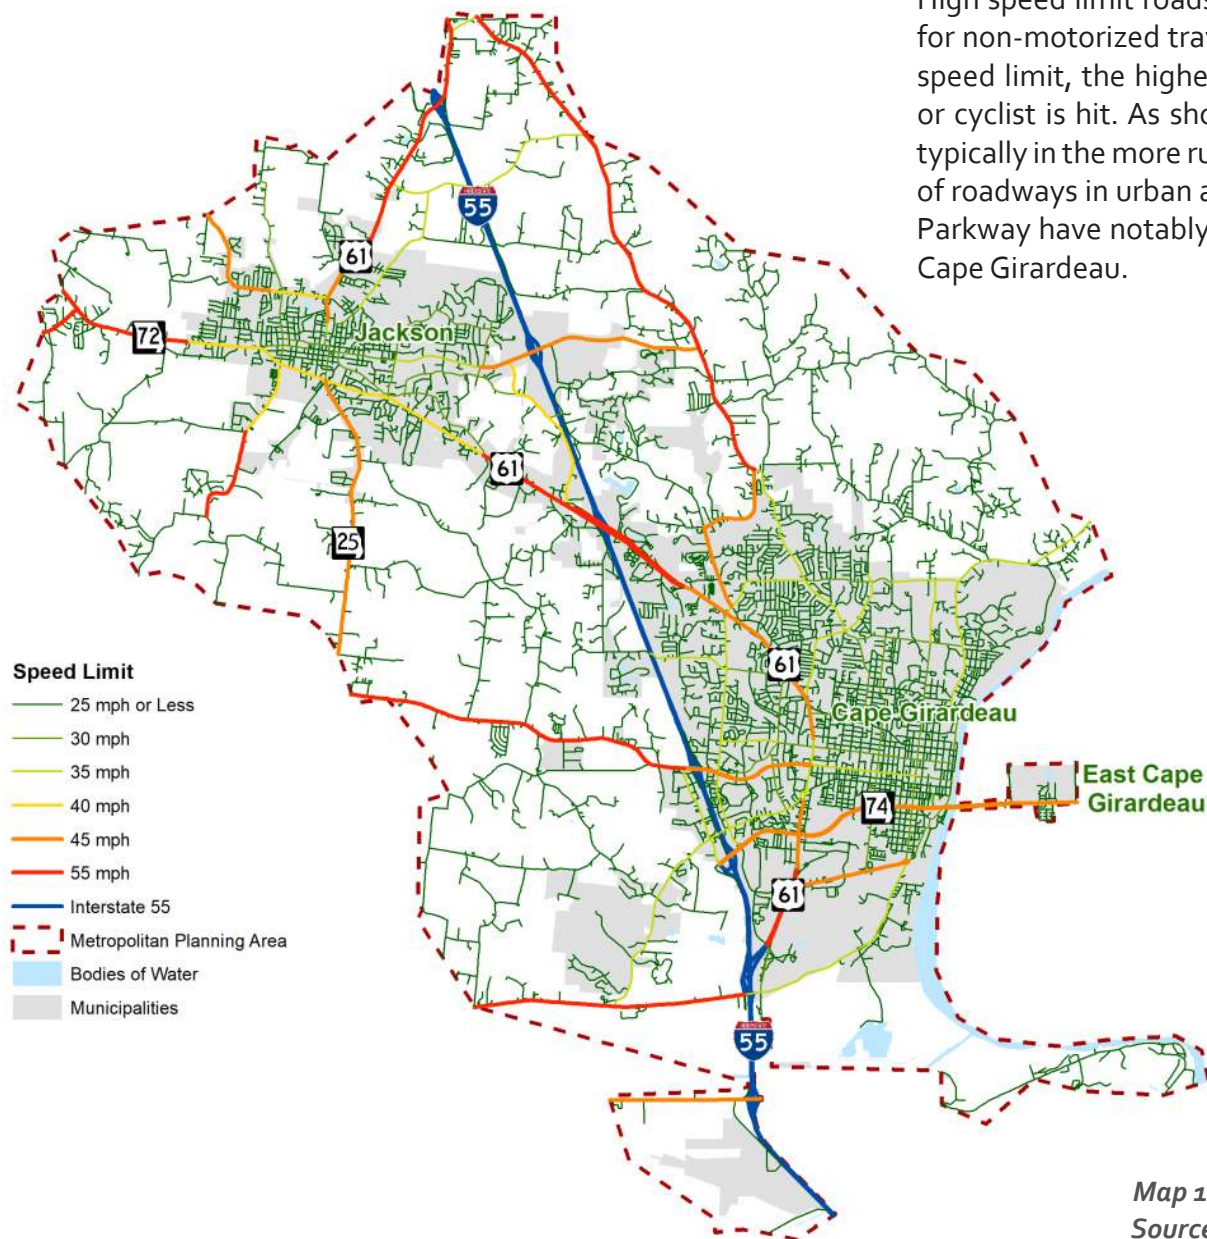 High speed limit roads
for non-motorized trav
speed limit, the highe
or cyclist is hit. As sho
typically in the more ru
of roadways in urban a
Parkway have notably
Cape Girardeau.
55
61
72
Jackson
61
25
61
Cape Girardeau
East Cape
Girardeau
74
61
55
Speed Limit
25 mph or Less
30 mph
35 mph
40 mph
45 mph
55 mph
Interstate 55
Metropolitan Planning Area
Bodies of Water
Municipalities
Map 1
Source